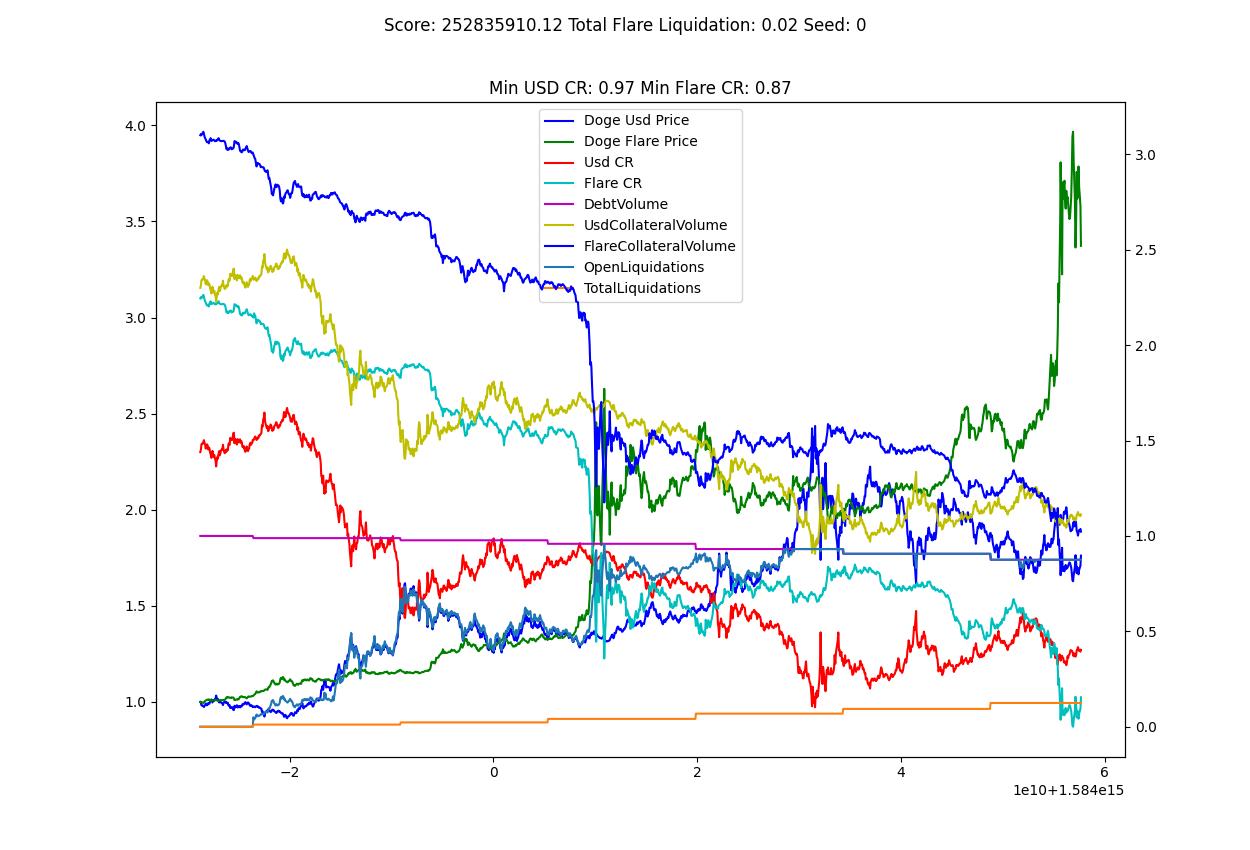 Score: 252835910.12 Total Flare Liquidation: 0.02 Seed: 0
Min USD CR: 0.97 Min Flare CR: 0.87
Doge Usd Price
Doge Flare Price
Usd CR
Flare CR
DebtVolume
UsdCollateralVolume
FlareCollateralVolume
OpenLiquidations
TotalLiquidations
4.0
3.5
3.0
2.5
2.0
1.5
1.0
3.0
2.5
2.0
1.5
1.0
0.5
0.0
−2 0 2 4 6
1e10+1.584e15